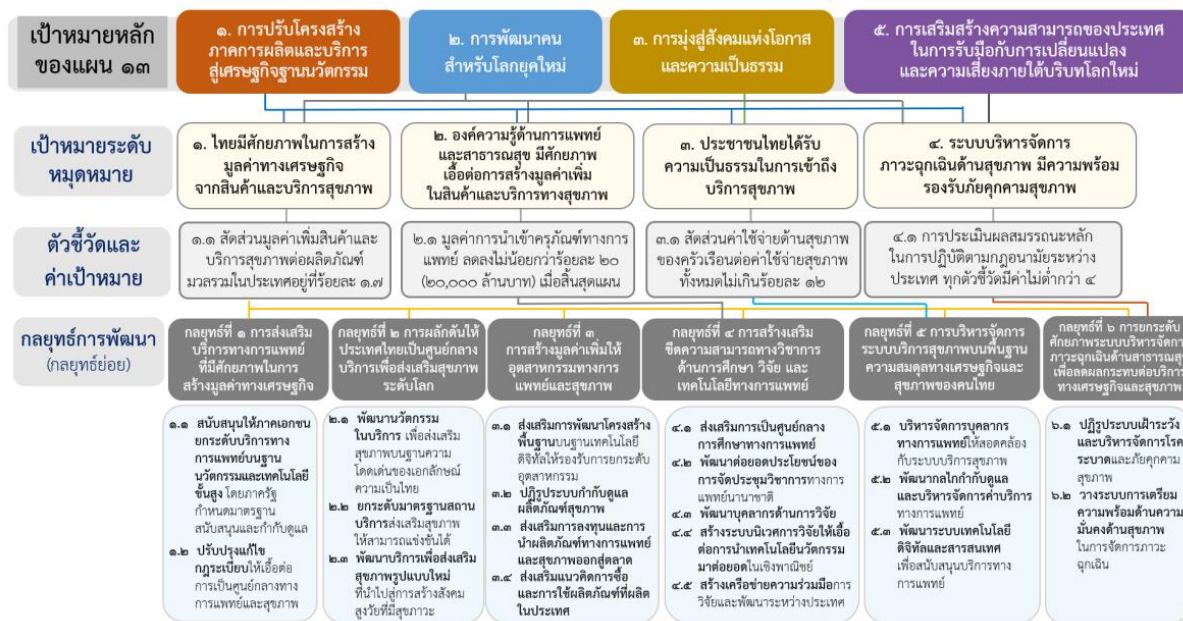 เป้าหมายหลัก
ของแผน ๑๓
๑. การปรับโครงสร้าง
ภาคการผลิตและบริการ
สู่เศรษฐกิจฐานนวัตกรรม
๒. การพัฒนาคน
สำหรับโลกยุคใหม่
๓. การมุ่งสู่สังคมแห่งโอกาส
และความเป็นธรรม
๕. การเสริมสร้างความสามารถของประเทศ
ในการรับมือกับการเปลี่ยนแปลง
และความเสี่ยงภายใต้บริบทโลกใหม่
เป้าหมายระดับ
หมุดหมาย
๑. ไทยมีศักยภาพในการสร้าง
มูลค่าทางเศรษฐกิจ
จากสินค้าและบริการสุขภาพ
๒. องค์ความรู้ด้านการแพทย์
และสาธารณสุข มีศักยภาพ
เอื้อต่อการสร้างมูลค่าเพิ่ม
ในสินค้าและบริการทางสุขภาพ
๓. ประชาชนไทยได้รับ
ความเป็นธรรมในการเข้าถึง
บริการสุขภาพ
๔. ระบบบริหารจัดการ
ภาวะฉุกเฉินด้านสุขภาพ มีความพร้อม
รองรับภัยคุกคามสุขภาพ
ตัวชี้วัดและ
ค่าเป้าหมาย
๑.๑ สัดส่วนมูลค่าเพิ่มสินค้าและ
บริการสุขภาพต่อผลิตภัณฑ์
มวลรวมในประเทศอยู่ที่ร้อยละ ๑.๗
๒.๑ มูลค่าการนำเข้าครุภัณฑ์ทางการ
แพทย์ ลดลงไม่น้อยกว่าร้อยละ ๒๐
(๒๐,๐๐๐ ล้านบาท) เมื่อสิ้นสุดแผน
๓.๑ สัดส่วนค่าใช้จ่ายด้านสุขภาพ
ของครัวเรือนต่อค่าใช้จ่ายสุขภาพ
ทั้งหมดไม่เกินร้อยละ ๑๒
๔.๑ การประเมินผลสมรรถนะหลัก
ในการปฏิบัติตามกฎอนามัยระหว่าง
ประเทศ ทุกตัวชี้วัดมีค่าไม่ต่ำกว่า ๔
กลยุทธ์การพัฒนา
(กลยุทธ์ย่อย)
กลยุทธ์ที่ ๑ การส่งเสริม
บริการทางการแพทย์
ที่มีศักยภาพในการ
สร้างมูลค่าทางเศรษฐกิจ
กลยุทธ์ที่ ๒ การผลักดันให้
ประเทศไทยเป็นศูนย์กลาง
บริการเพื่อส่งเสริมสุขภาพ
ระดับโลก
กลยุทธ์ที่ ๓
การสร้างมูลค่าเพิ่มให้
อุตสาหกรรมทางการ
แพทย์และสุขภาพ
กลยุทธ์ที่ ๔ การสร้างเสริม
ขีดความสามารถทางวิชาการ
ด้านการศึกษา วิจัย และ
เทคโนโลยีทางการแพทย์
กลยุทธ์ที่ ๕ การบริหารจัดการ
ระบบบริการสุขภาพบนพื้นฐาน
ความสมดุลทางเศรษฐกิจและ
สุขภาพของคนไทย
กลยุทธ์ที่ ๖ การยกระดับ
ศักยภาพระบบบริหารจัดการ
ภาวะฉุกเฉินด้านสาธารณสุข
เพื่อลดผลกระทบต่อบริการ
ทางเศรษฐกิจและสุขภาพ
๑.๑ สนับสนุนให้ภาคเอกชน
ยกระดับบริการทาง
การแพทย์บนฐาน
นวัตกรรมและเทคโนโลยี
ขั้นสูง โดยภาครัฐ
กำหนดมาตรฐาน
สนับสนุนและกำกับดูแล
๑.๒ ปรับปรุงแก้ไข
กฎระเบียบให้เอื้อต่อ
การเป็นศูนย์กลางทาง
การแพทย์และสุขภาพ
๒.๑ พัฒนานวัตกรรม
ในบริการ เพื่อส่งเสริม
สุขภาพบนฐานความ
โดดเด่นของเอกลักษณ์
ความเป็นไทย
๒.๒ ยกระดับมาตรฐานสถาน
บริการส่งเสริมสุขภาพ
ให้สามารถแข่งขันได้
๒.๓ พัฒนาบริการเพื่อส่งเสริม
สุขภาพรูปแบบใหม่
ที่นำไปสู่การสร้างสังคม
สูงวัยที่มีสุขภาวะ
๓.๑ ส่งเสริมการพัฒนาโครงสร้าง
พื้นฐานบนฐานเทคโนโลยี
ดิจิทัลให้รองรับการยกระดับ
อุตสาหกรรม
๓.๒ ปฏิรูประบบกำกับดูแล
ผลิตภัณฑ์สุขภาพ
๓.๓ ส่งเสริมการลงทุนและการ
นำผลิตภัณฑ์ทางการแพทย์
และสุขภาพออกสู่ตลาด
๓.๔ ส่งเสริมแนวคิดการซื้อ
และการใช้ผลิตภัณฑ์ที่ผลิต
ในประเทศ
๔.๑ ส่งเสริมการเป็นศูนย์กลาง
การศึกษาทางการแพทย์
๔.๒ พัฒนาต่อยอดประโยชน์ของ
การจัดประชุมวิชาการทางการ
แพทย์นานาชาติ
๔.๓ พัฒนาบุคลากรด้านการวิจัย
๔.๔ สร้างระบบนิเวศการวิจัยให้เอื้อ
ต่อการนำเทคโนโลยีนวัตกรรม
มาต่อยอดในเชิงพาณิชย์
๔.๕ สร้างเครือข่ายความร่วมมือการ
วิจัยและพัฒนาระหว่างประเทศ
๕.๑ บริหารจัดการบุคลากร
ทางการแพทย์ให้สอดคล้อง
กับระบบบริการสุขภาพ
๕.๒ พัฒนากลไกกำกับดูแล
และบริหารจัดการค่าบริการ
ทางการแพทย์
๕.๓ พัฒนาระบบเทคโนโลยี
ดิจิทัลและสารสนเทศ
เพื่อสนับสนุนบริการทาง
การแพทย์
๖.๑ ปฏิรูประบบเฝ้าระวัง
และบริหารจัดการโรค
ระบาดและภัยคุกคาม
สุขภาพ
๖.๒ วางระบบการเตรียม
ความพร้อมด้านความ
มั่นคงด้านสุขภาพ
ในการจัดการภาวะ
ฉุกเฉิน